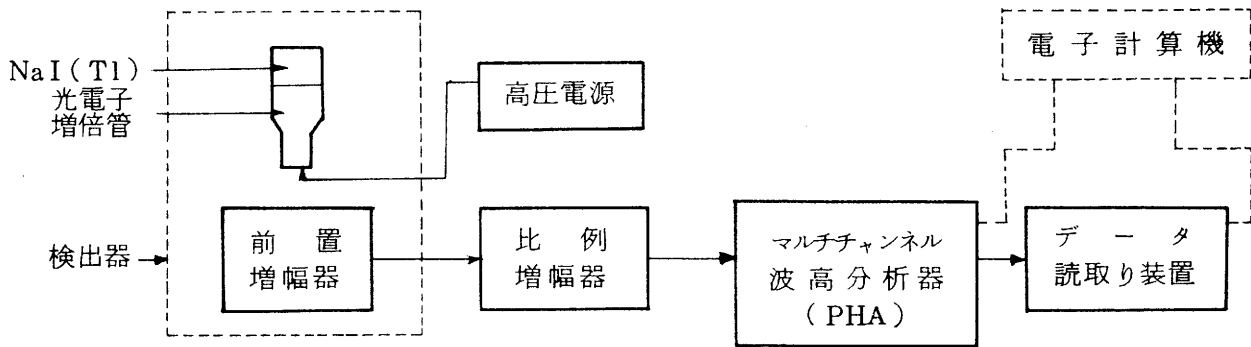 NaI(Tl)
光電子
増倍管
高圧電源
電子計算機
検出器
前置
増幅器
比例
増幅器
マルチチャンネル
波高分析器
(PHA)
データ
読取り装置